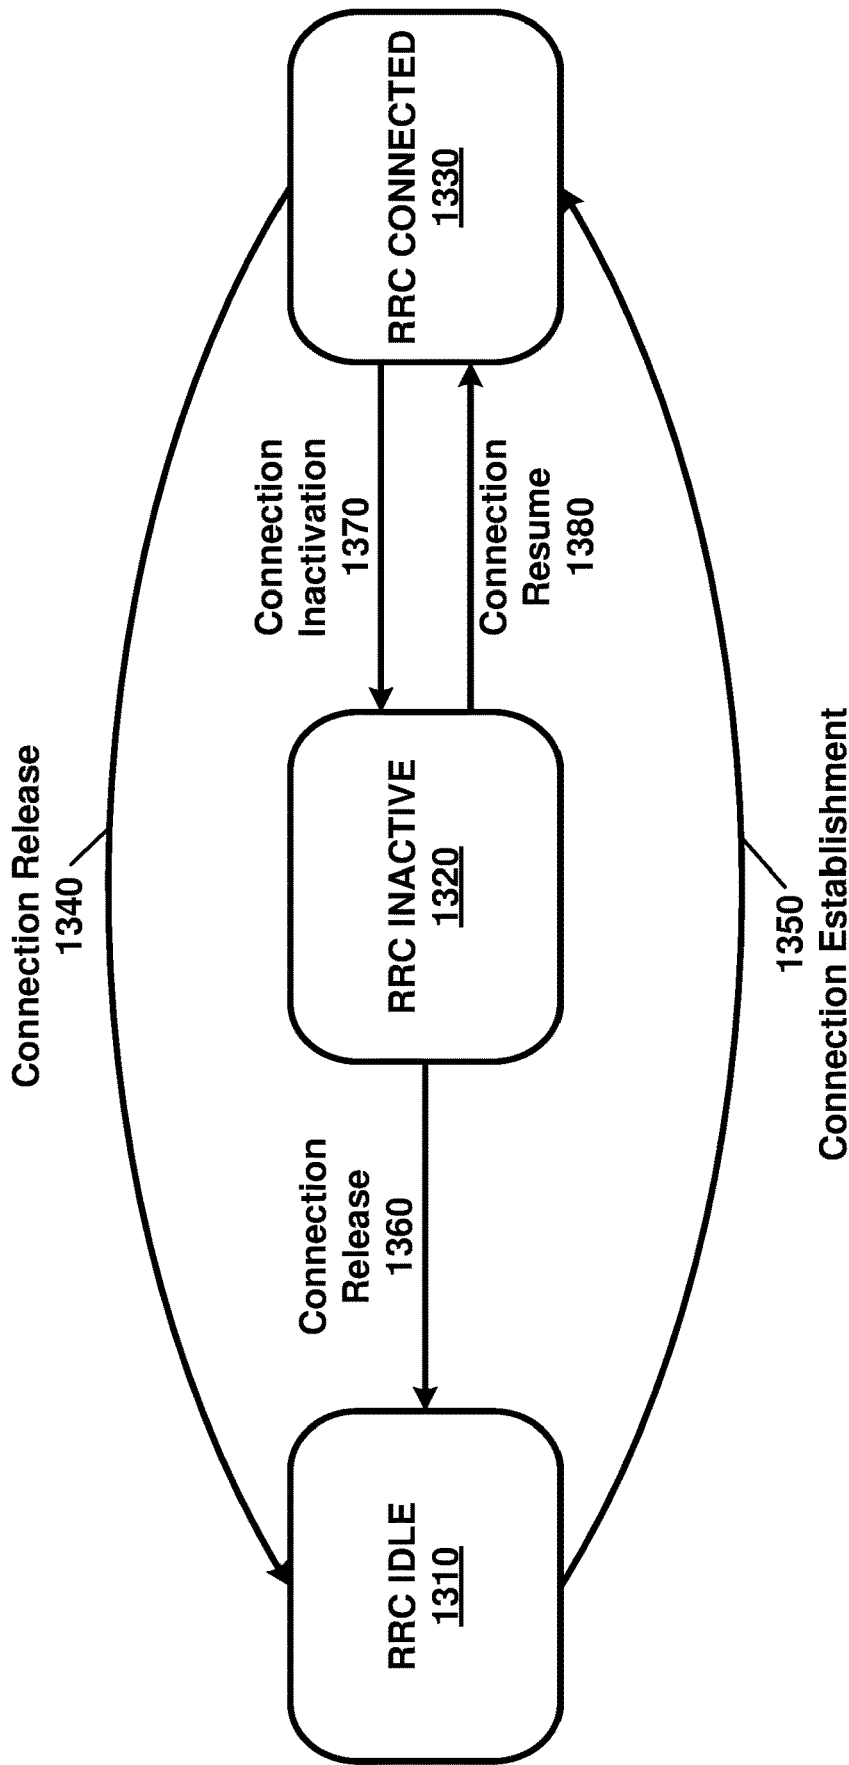 Connection Release
1340
RRC IDLE
1310
Connection
Release
1360
RRC INACTIVE
1320
Connection
Inactivation
1370
Connection
Resume
1380
RRC CONNECTED
1330
1350
Connection Establishment